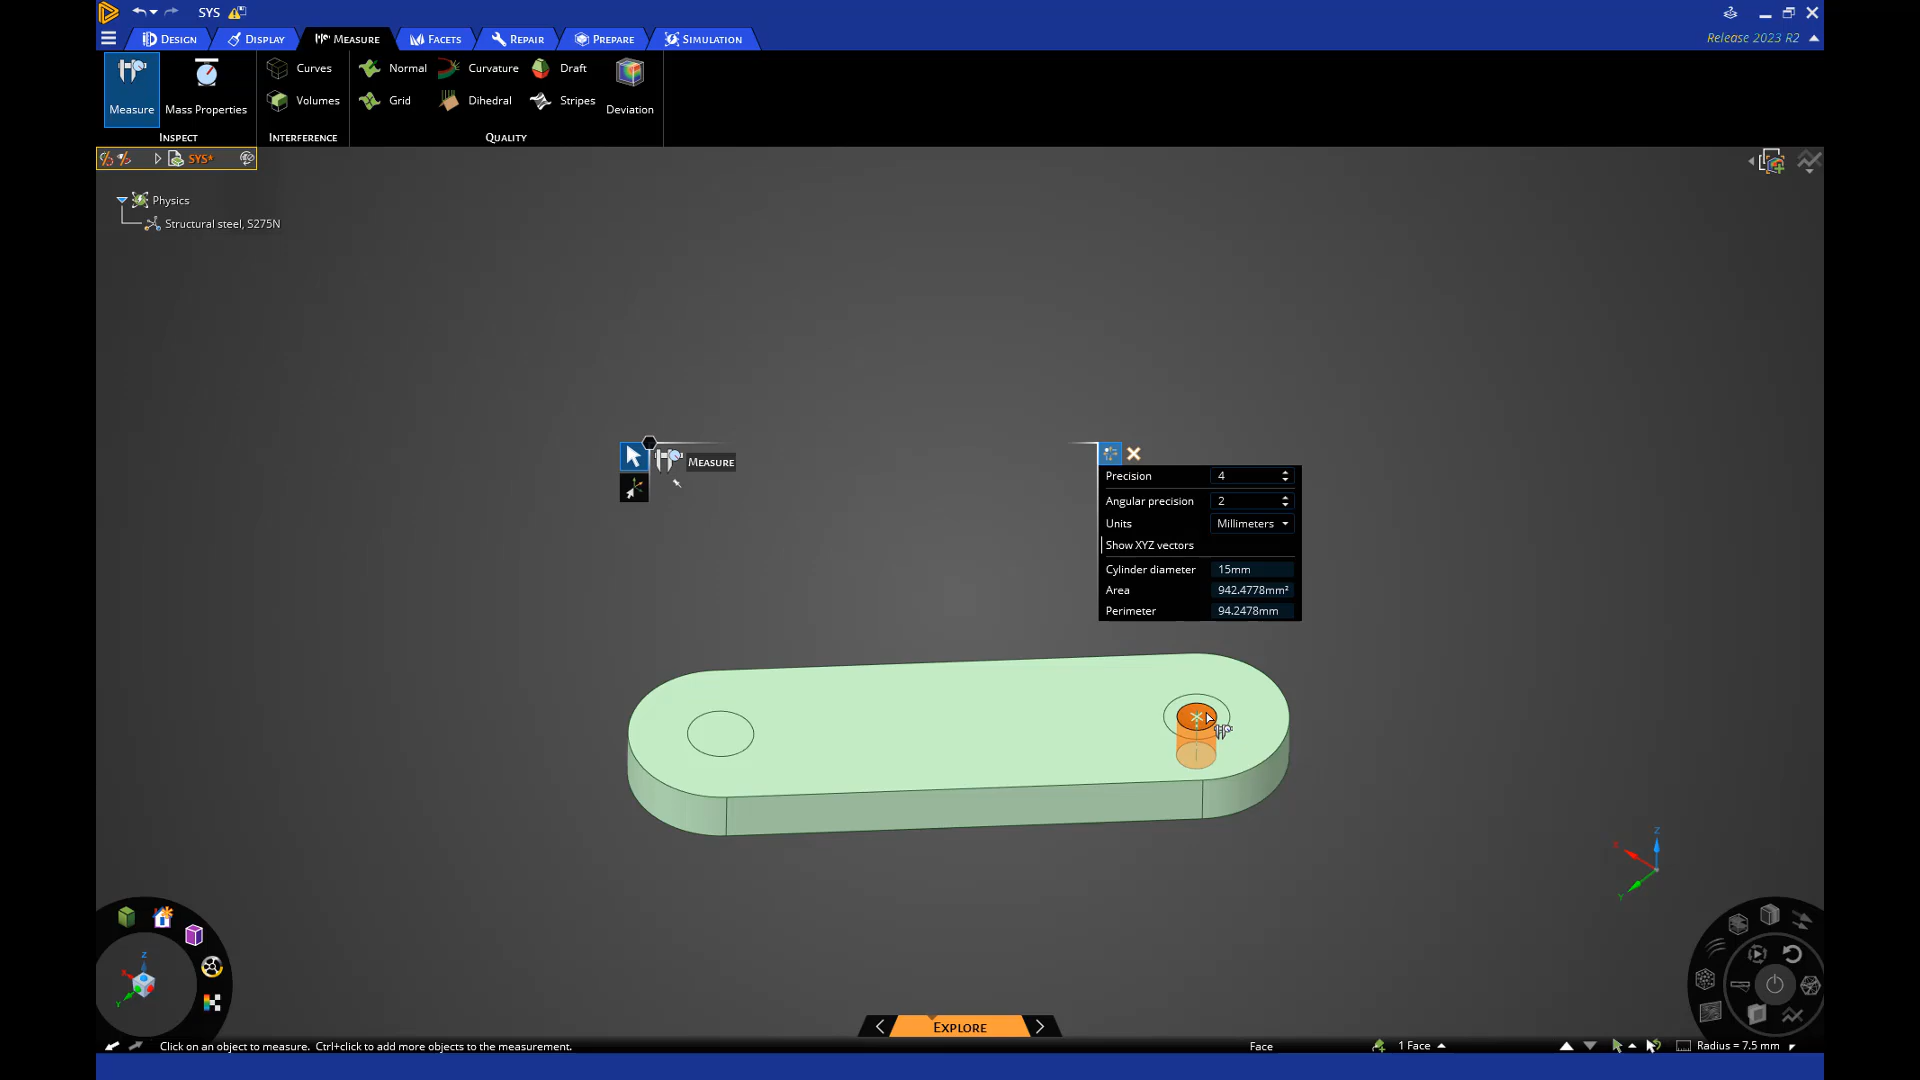 SYS
DESIGN DISPLAY MEASURE FACETS REPAIR PREPARE SIMULATION
Release 2023 R2
Measure Mass Properties
INSPECT
Curves
Volumes
INTERFERENCE
Normal Curvature Draft
Grid Dihedral Stripes
Deviation
QUALITY
SYS*
Physics
Structural steel, S275N
MEASURE
Precision 4
Angular precision 2
Units Millimeters
Show XYZ vectors
Cylinder diameter 15mm
Area 942.4778mm²
Perimeter 94.2478mm
Z
X
Y
Z
X
Y
EXPLORE
Click on an object to measure. Ctrl+click to add more objects to the measurement. Face 1 Face Radius = 7.5 mm